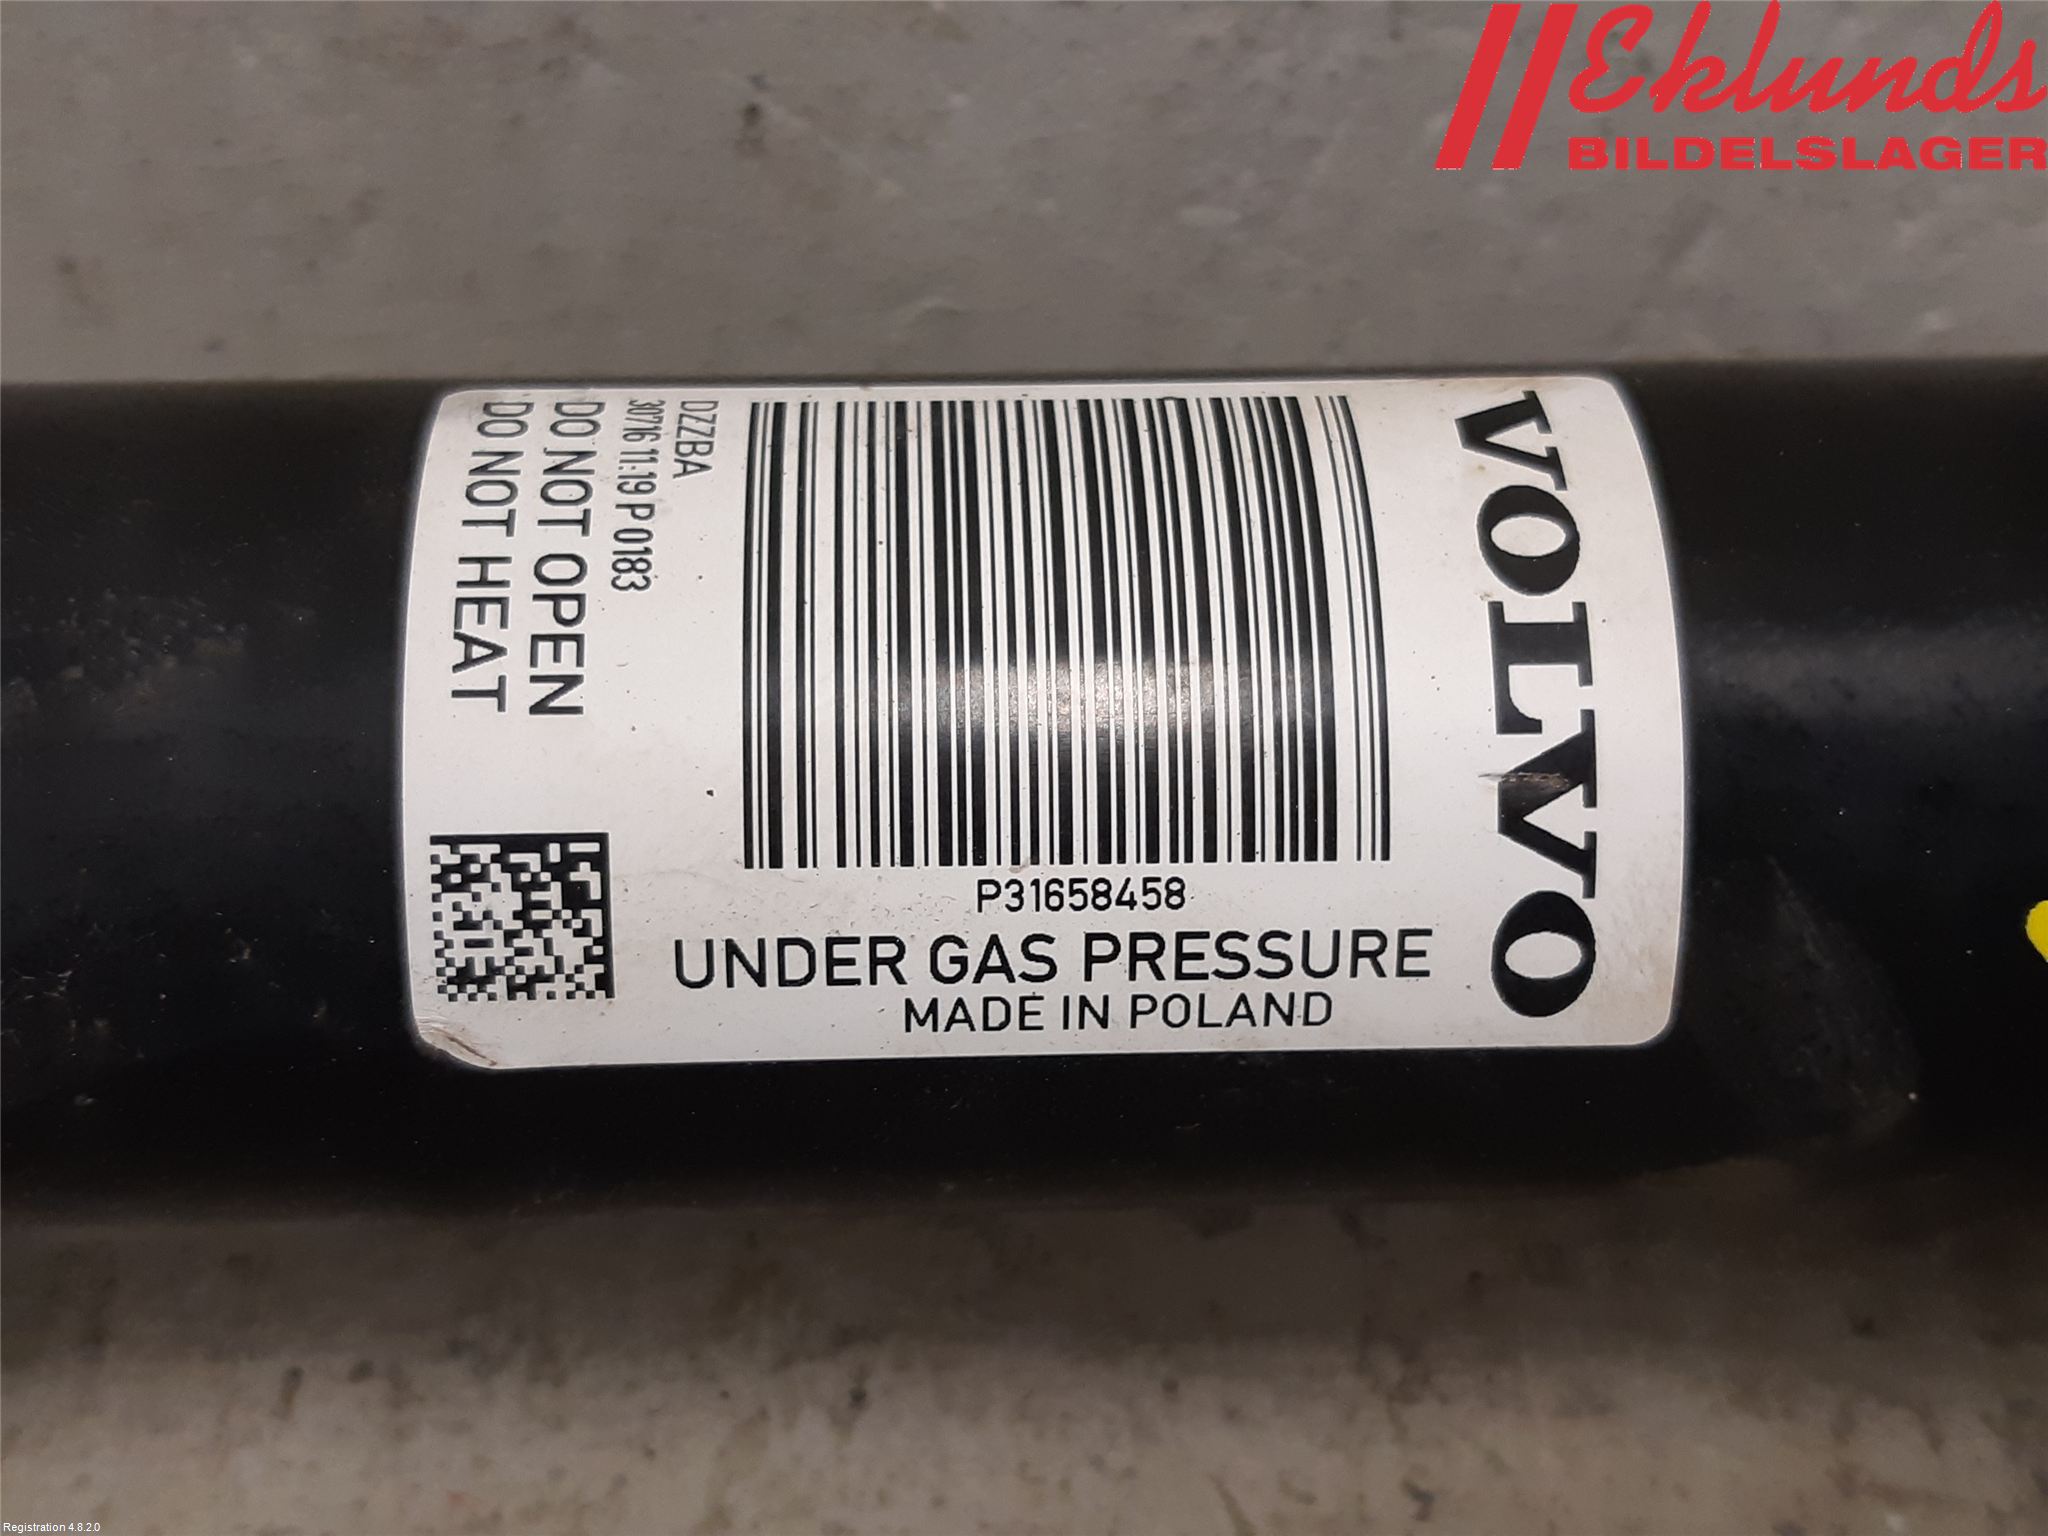 Eklunds
BILDELSLAGER
VOLVO
DZZBA
30716 11:19 P 0183
DO NOT OPEN
DO NOT HEAT
P31658458
UNDER GAS PRESSURE
MADE IN POLAND
Registration 4.8.2.0